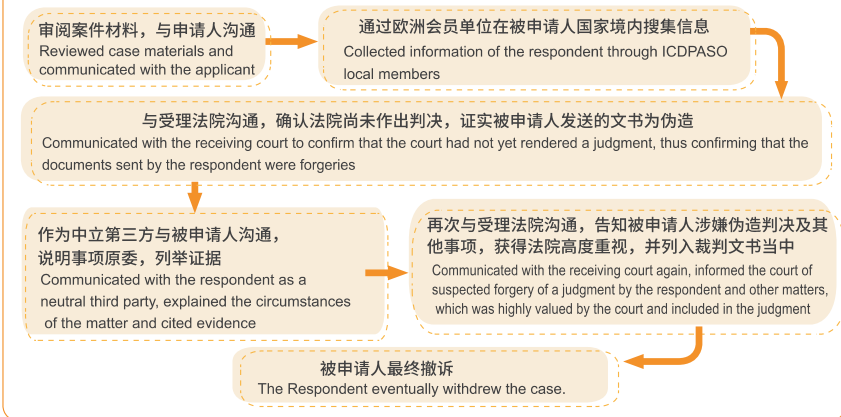 审阅案件材料，与申请人沟通
Reviewed case materials and
communicated with the applicant
通过欧洲会员单位在被申请人国家境内搜集信息
Collected information of the respondent through ICDPASO
local members
与受理法院沟通，确认法院尚未作出判决，证实被申请人发送的文书为伪造
Communicated with the receiving court to confirm that the court had not yet rendered a judgment, thus confirming that the
documents sent by the respondent were forgeries
作为中立第三方与被申请人沟通，
说明事项原委，列举证据
Communicated with the respondent as a
neutral third party, explained the circumstances
of the matter and cited evidence
再次与受理法院沟通，告知被申请人涉嫌伪造判决及其
他事项，获得法院高度重视，并列入裁判文书当中
Communicated with the receiving court again, informed the court of
suspected forgery of a judgment by the respondent and other matters,
which was highly valued by the court and included in the judgment
被申请人最终撤诉
The Respondent eventually withdrew the case.